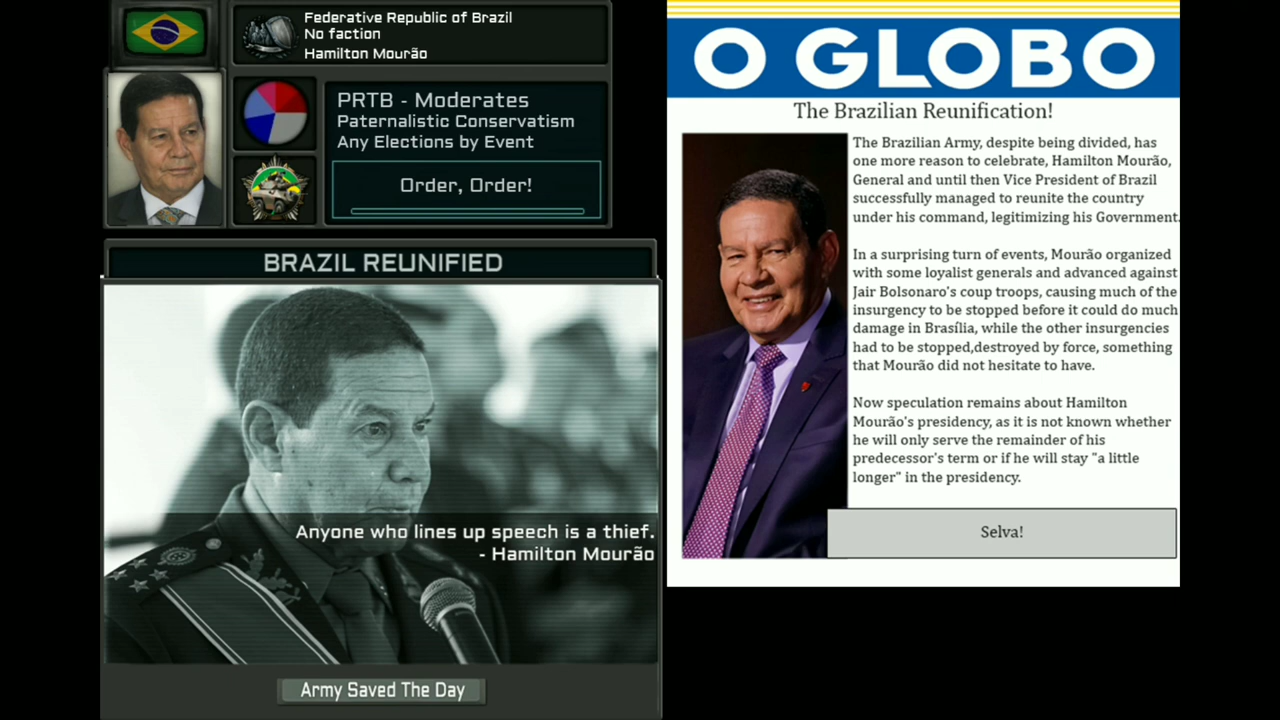 Federative Republic of Brazil
No faction
Hamilton Mourão
PRTB - Moderates
Paternalistic Conservatism
Any Elections by Event
Order, Order!
BRAZIL REUNIFIED
Anyone who lines up speech is a thief.
- Hamilton Mourão
Army Saved The Day
O GLOBO
The Brazilian Reunification!
The Brazilian Army, despite being divided, has
one more reason to celebrate, Hamilton Mourão,
General and until then Vice President of Brazil
successfully managed to reunite the country
under his command, legitimizing his Government.
In a surprising turn of events, Mourão organized
with some loyalist generals and advanced against
Jair Bolsonaro's coup troops, causing much of the
insurgency to be stopped before it could do much
damage in Brasília, while the other insurgencies
had to be stopped,destroyed by force, something
that Mourão did not hesitate to have.
Now speculation remains about Hamilton
Mourão's presidency, as it is not known whether
he will only serve the remainder of his
predecessor's term or if he will stay "a little
longer" in the presidency.
Selva!